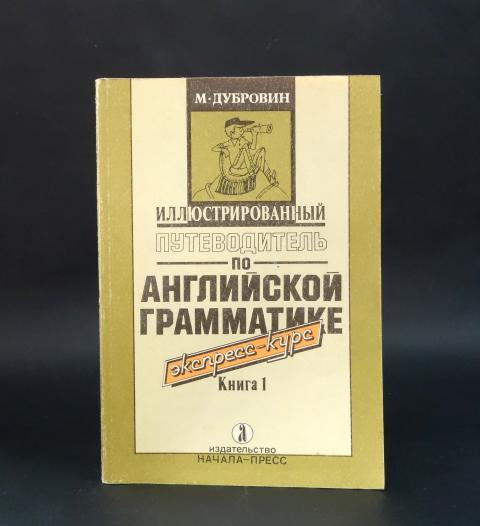 М·ДУБРОВИН
ИЛЛЮСТРИРОВАННЫЙ
ПУТЕВОДИТЕЛЬ
ПО
АНГЛИЙСКОЙ
ГРАММАТИКЕ
экспресс-курс
Книга 1
а
издательство
НАЧАЛА-ПРЕСС